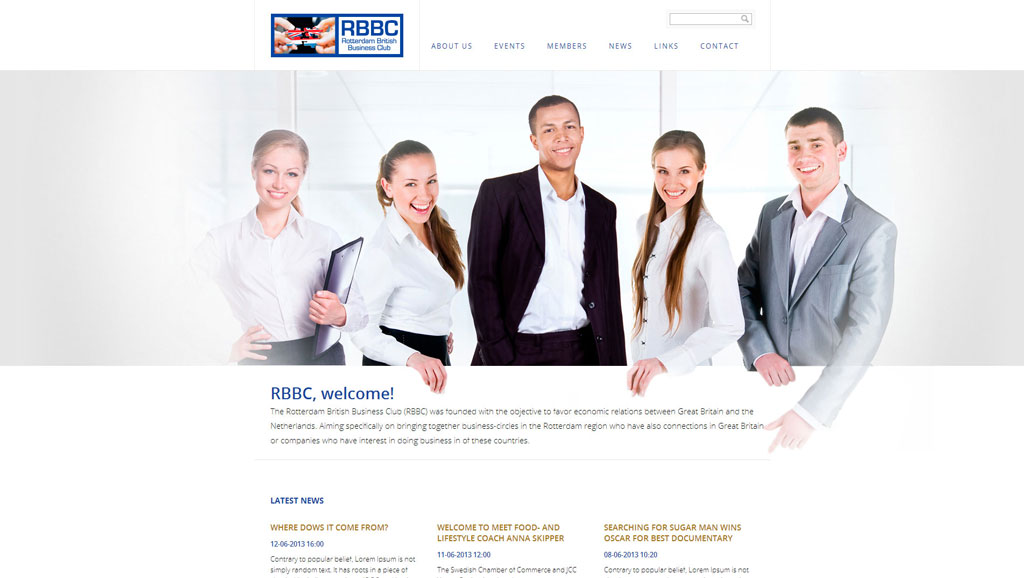 RBBC
Rotterdam British
Business Club
ABOUT US EVENTS MEMBERS NEWS LINKS CONTACT
RBBC, welcome!
The Rotterdam British Business Club (RBBC) was founded with the objective to favor economic relations between Great Britain and the
Netherlands. Aiming specifically on bringing together business-circles in the Rotterdam region who have also connections in Great Britain
or companies who have interest in doing business in of these countries.
LATEST NEWS
WHERE DOWS IT COME FROM?
12-06-2013 16:00
Contrary to popular belief, Lorem Ipsum is not
simply random text. It has roots in a piece of
WELCOME TO MEET FOOD- AND
LIFESTYLE COACH ANNA SKIPPER
11-06-2013 12:00
The Swedish Chamber of Commerce and JCC
SEARCHING FOR SUGAR MAN WINS
OSCAR FOR BEST DOCUMENTARY
08-06-2013 10:20
Contrary to popular belief, Lorem Ipsum is not